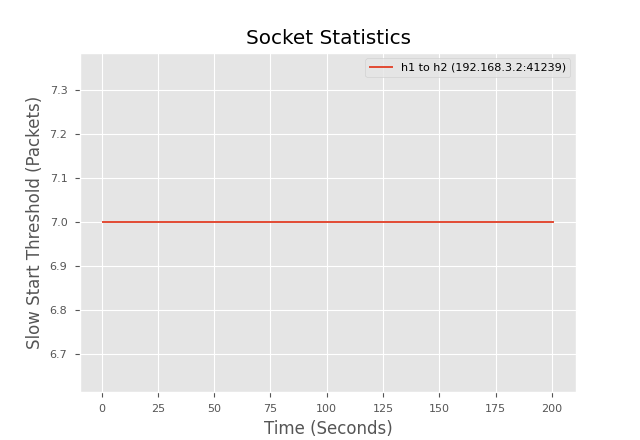 Socket Statistics
h1 to h2 (192.168.3.2:41239)
Slow Start Threshold (Packets)
7.3
7.2
7.1
7.0
6.9
6.8
6.7
0 25 50 75 100 125 150 175 200
Time (Seconds)